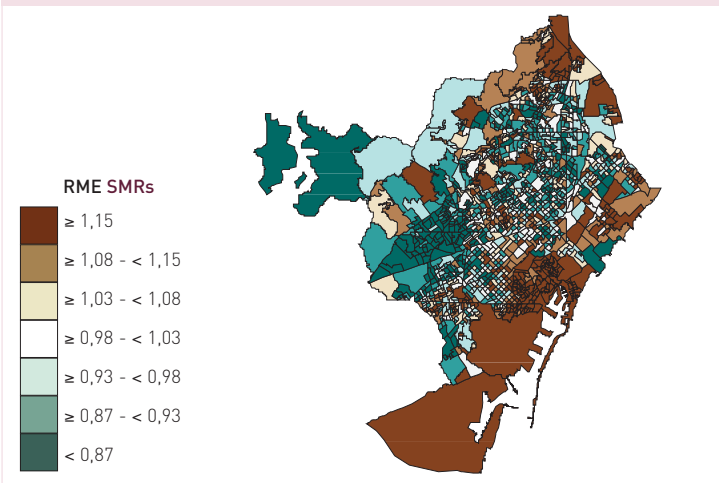 RME SMRs
≥ 1,15
≥ 1,08 - < 1,15
≥ 1,03 - < 1,08
≥ 0,98 - < 1,03
≥ 0,93 - < 0,98
≥ 0,87 - < 0,93
< 0,87